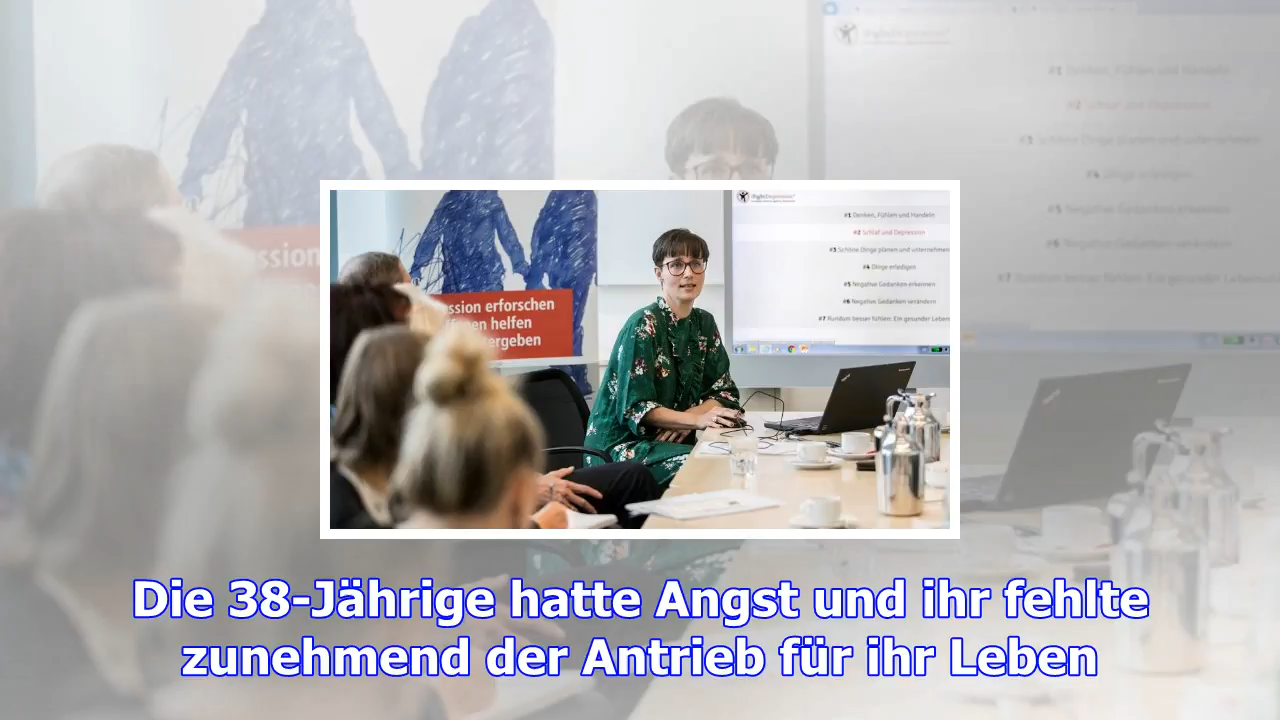 iFightDepression®
#1 Denken, Fühlen und Handeln
#2 Schlaf und Depression
#3 Schöne Dinge planen und unternehmen
#4 Dinge erledigen
#5 Negative Gedanken erkennen
#6 Negative Gedanken verändern
#7 Rundum besser fühlen: Ein gesunder Lebens
ssion erforschen
helfen
ergeben
Die 38-Jährige hatte Angst und ihr fehlte
zunehmend der Antrieb für ihr Leben